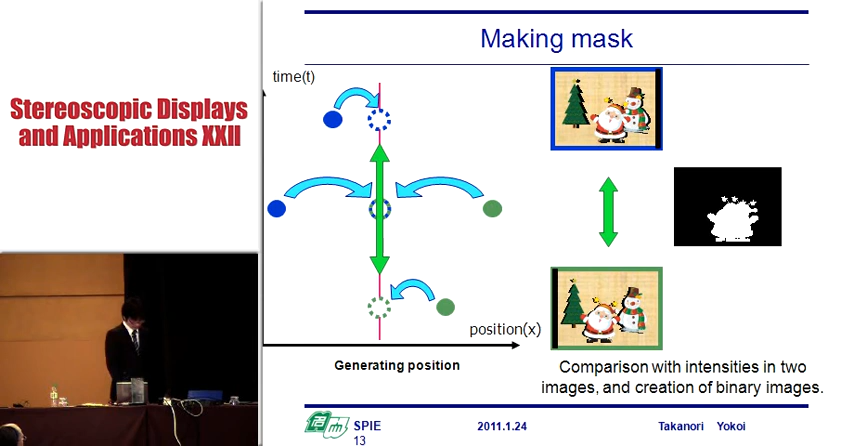 Stereoscopic Displays
and Applications XXII
Making mask
time(t)
position(x)
Generating position
Comparison with intensities in two
images, and creation of binary images.
SPIE
13
2011.1.24
Takanori Yokoi